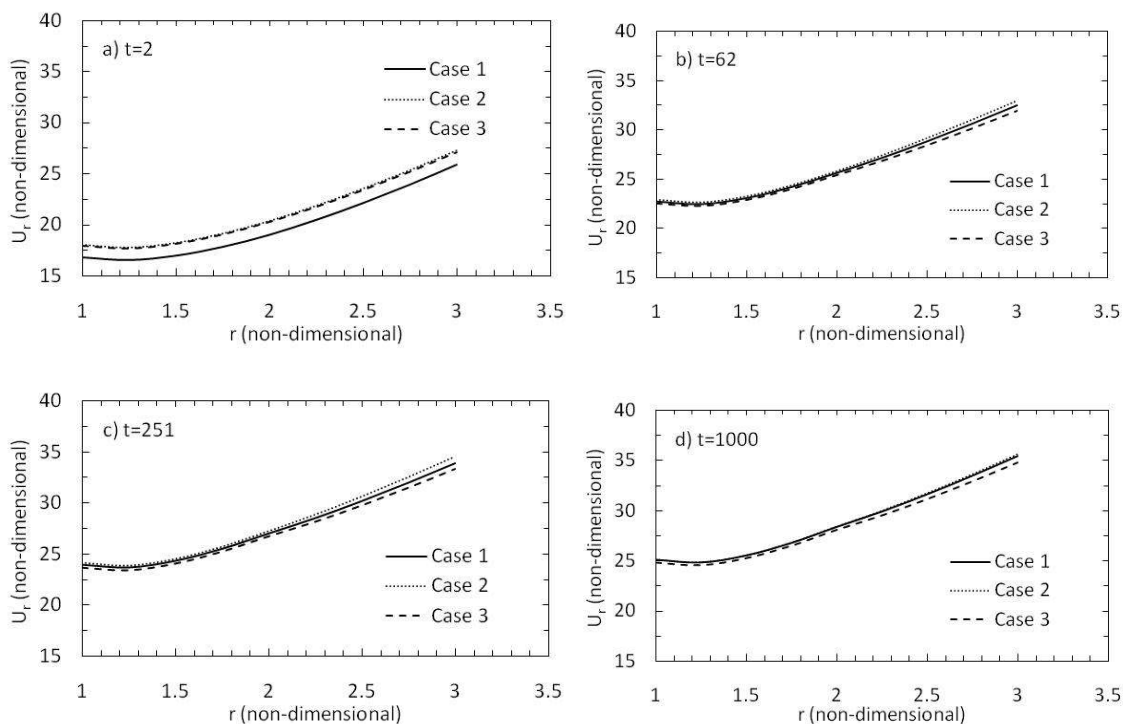 a) t=2
Case 1
Case 2
Case 3
40
35
30
25
20
15
1
1.5
2
2.5
3
3.5
U_r (non-dimensional)
r (non-dimensional)
b) t=62
Case 1
Case 2
Case 3
40
35
30
25
20
15
1
1.5
2
2.5
3
3.5
U_r (non-dimensional)
r (non-dimensional)
c) t=251
Case 1
Case 2
Case 3
40
35
30
25
20
15
1
1.5
2
2.5
3
3.5
U_r (non-dimensional)
r (non-dimensional)
d) t=1000
Case 1
Case 2
Case 3
40
35
30
25
20
15
1
1.5
2
2.5
3
3.5
U_r (non-dimensional)
r (non-dimensional)